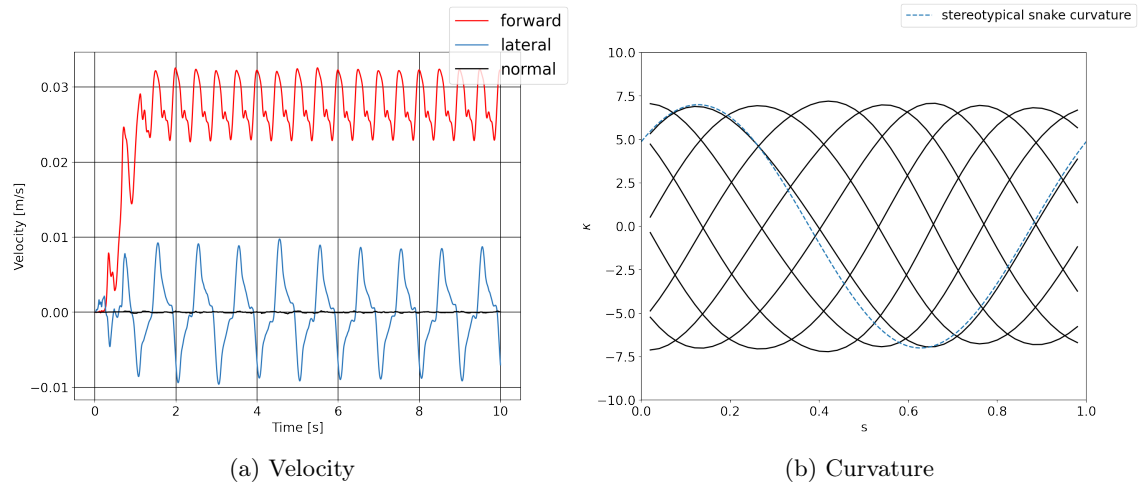 forward
lateral
normal
0.03
0.02
0.01
0.00
−0.01
Velocity [m/s]
0 2 4 6 8 10
Time [s]
(a) Velocity
stereotypical snake curvature
10.0
7.5
5.0
2.5
0.0
−2.5
−5.0
−7.5
−10.0
κ
0.0 0.2 0.4 0.6 0.8 1.0
s
(b) Curvature